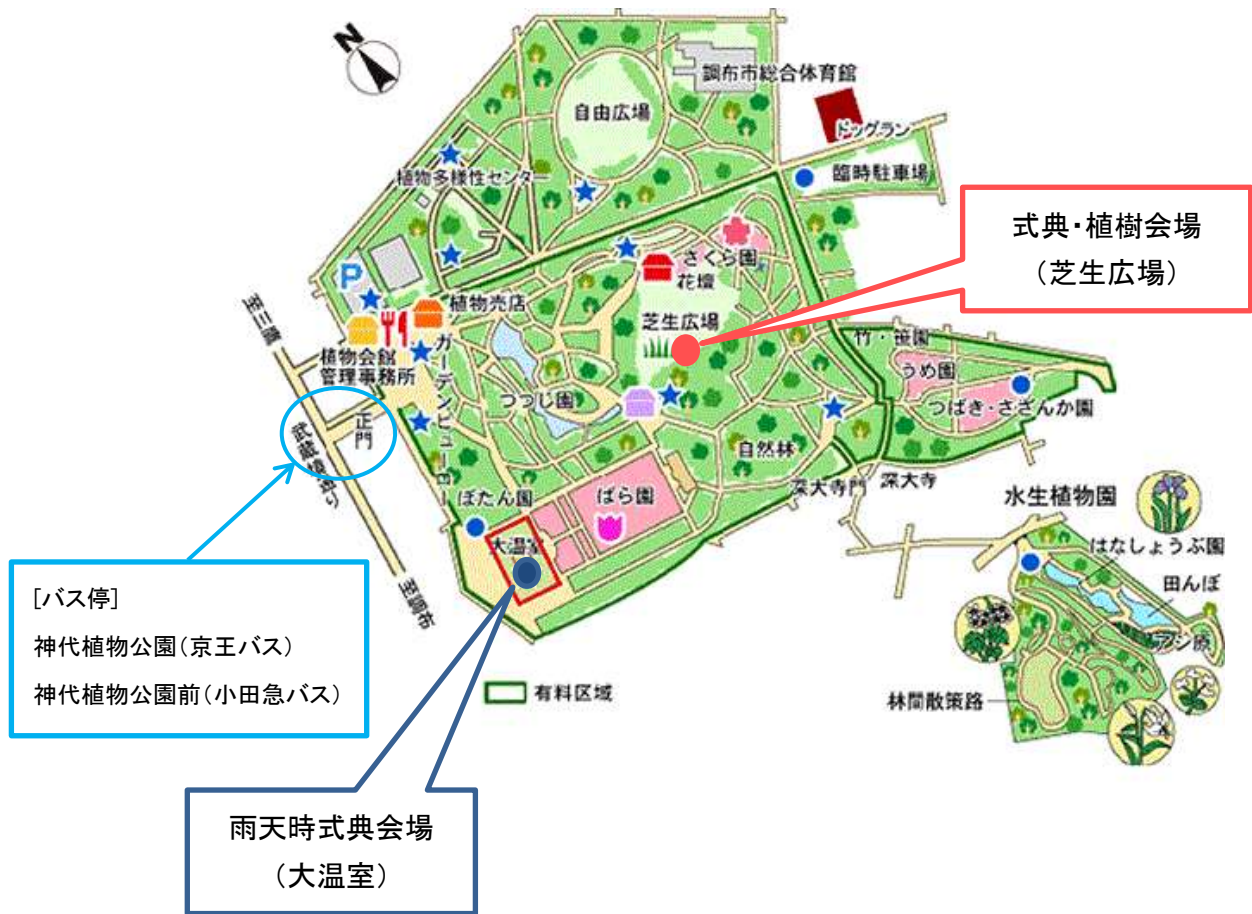 N
調布市総合体育館
自由広場
ドッグラン
植物多様性センター
臨時駐車場
式典・植樹会場
(芝生広場)
さくら園
花壇
P
植物売店
芝生広場
至三鷹
植物会館
管理事務所
ガーデンビューロー
竹・笹園
うめ園
つつじ園
つばき・さざんか園
正門
武蔵境通り
自然林
深大寺門
深大寺
ぼたん園
ばら園
水生植物園
大温室
はなしょうぶ園
至調布
田んぼ
アシ原
[バス停]
神代植物公園(京王バス)
神代植物公園前(小田急バス)
有料区域
林間散策路
雨天時式典会場
(大温室)